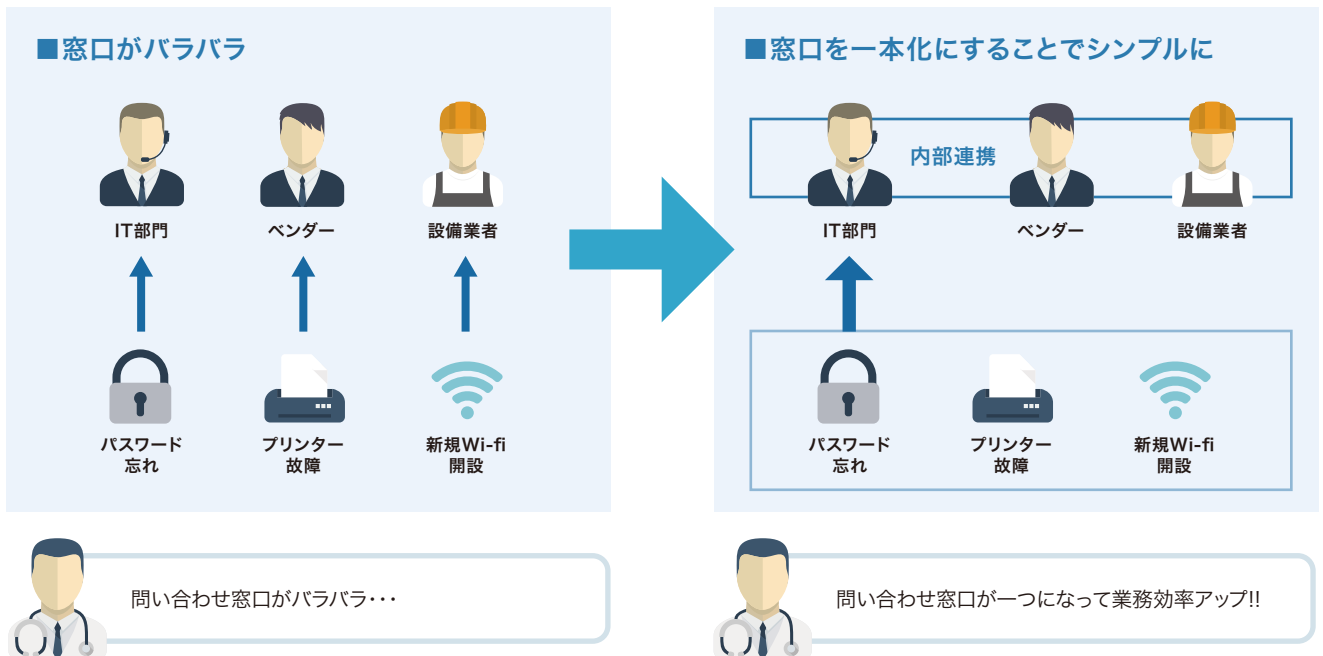 ■窓口がバラバラ
IT部門
ベンダー
設備業者
パスワード
忘れ
プリンター
故障
新規Wi-fi
開設
問い合わせ窓口がバラバラ・・・
■窓口を一本化にすることでシンプルに
内部連携
IT部門
ベンダー
設備業者
パスワード
忘れ
プリンター
故障
新規Wi-fi
開設
問い合わせ窓口が一つになって業務効率アップ!!